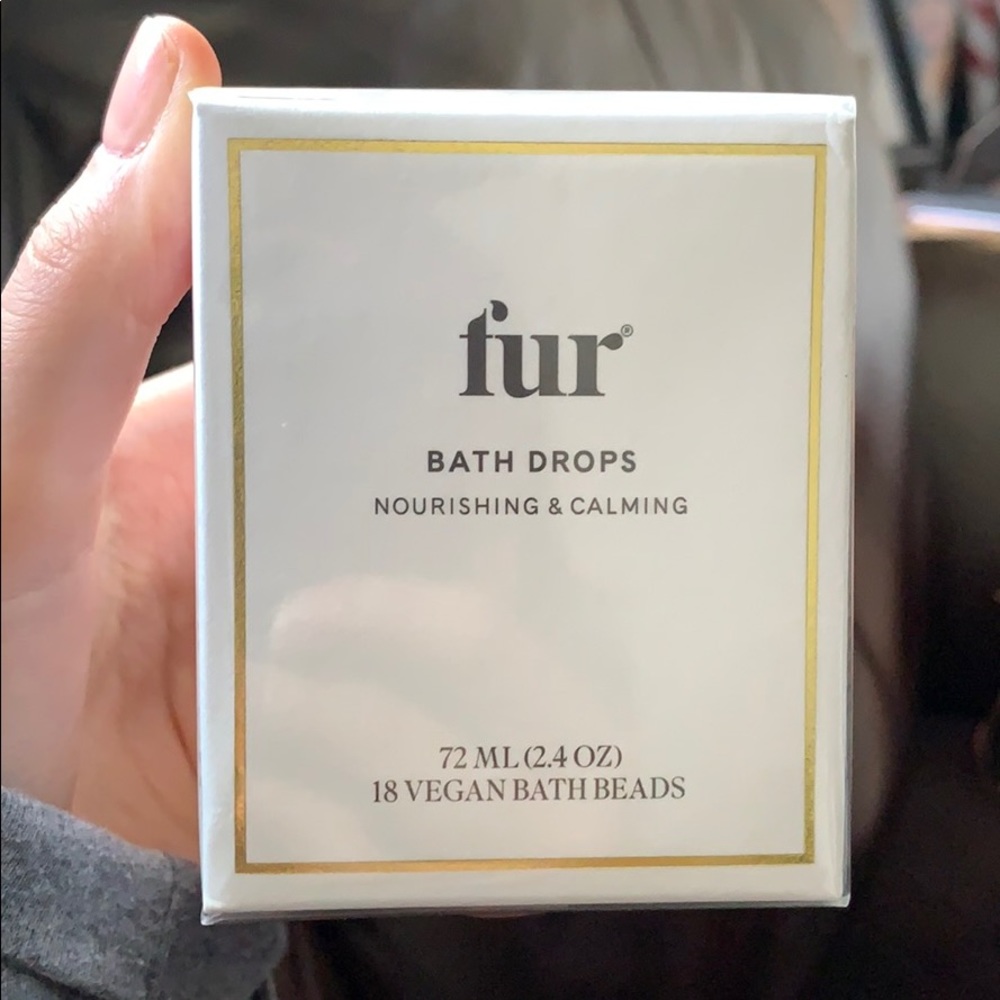 fur®
BATH DROPS
NOURISHING & CALMING
72 ML (2.4 OZ)
18 VEGAN BATH BEADS